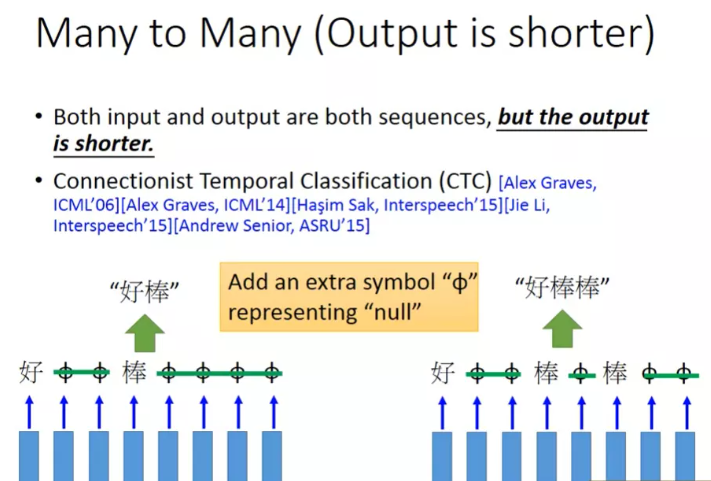 Many to Many (Output is shorter)
• Both input and output are both sequences, but the output
is shorter.
• Connectionist Temporal Classification (CTC) [Alex Graves,
ICML’06][Alex Graves, ICML’14][Haşim Sak, Interspeech’15][Jie Li,
Interspeech’15][Andrew Senior, ASRU’15]
“好棒”
Add an extra symbol “ϕ”
representing “null”
“好棒棒”
好 ϕ ϕ 棒 ϕ ϕ ϕ ϕ
好 ϕ ϕ 棒 ϕ 棒 ϕ ϕ